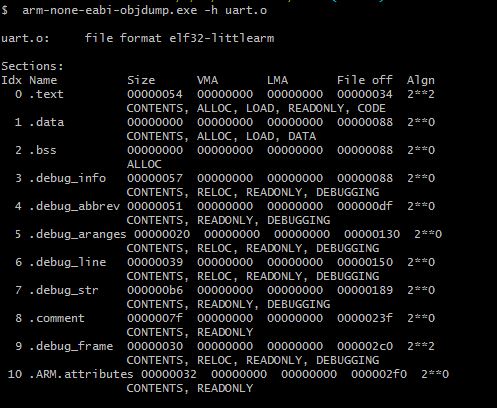 $  arm-none-eabi-objdump.exe -h uart.o

uart.o:     file format elf32-littlearm

Sections:
Idx Name          Size      VMA       LMA       File off  Algn
  0 .text         00000054  00000000  00000000  00000034  2**2
                  CONTENTS, ALLOC, LOAD, READONLY, CODE
  1 .data         00000000  00000000  00000000  00000088  2**0
                  CONTENTS, ALLOC, LOAD, DATA
  2 .bss          00000000  00000000  00000000  00000088  2**0
                  ALLOC
  3 .debug_info   00000057  00000000  00000000  00000088  2**0
                  CONTENTS, RELOC, READONLY, DEBUGGING
  4 .debug_abbrev 00000051  00000000  00000000  000000df  2**0
                  CONTENTS, READONLY, DEBUGGING
  5 .debug_aranges 00000020  00000000  00000000  00000130  2**0
                  CONTENTS, RELOC, READONLY, DEBUGGING
  6 .debug_line   00000039  00000000  00000000  00000150  2**0
                  CONTENTS, RELOC, READONLY, DEBUGGING
  7 .debug_str    000000b6  00000000  00000000  00000189  2**0
                  CONTENTS, READONLY, DEBUGGING
  8 .comment      0000007f  00000000  00000000  0000023f  2**0
                  CONTENTS, READONLY
  9 .debug_frame  00000030  00000000  00000000  000002c0  2**2
                  CONTENTS, RELOC, READONLY, DEBUGGING
 10 .ARM.attributes 00000032  00000000  00000000  000002f0  2**0
                  CONTENTS, READONLY